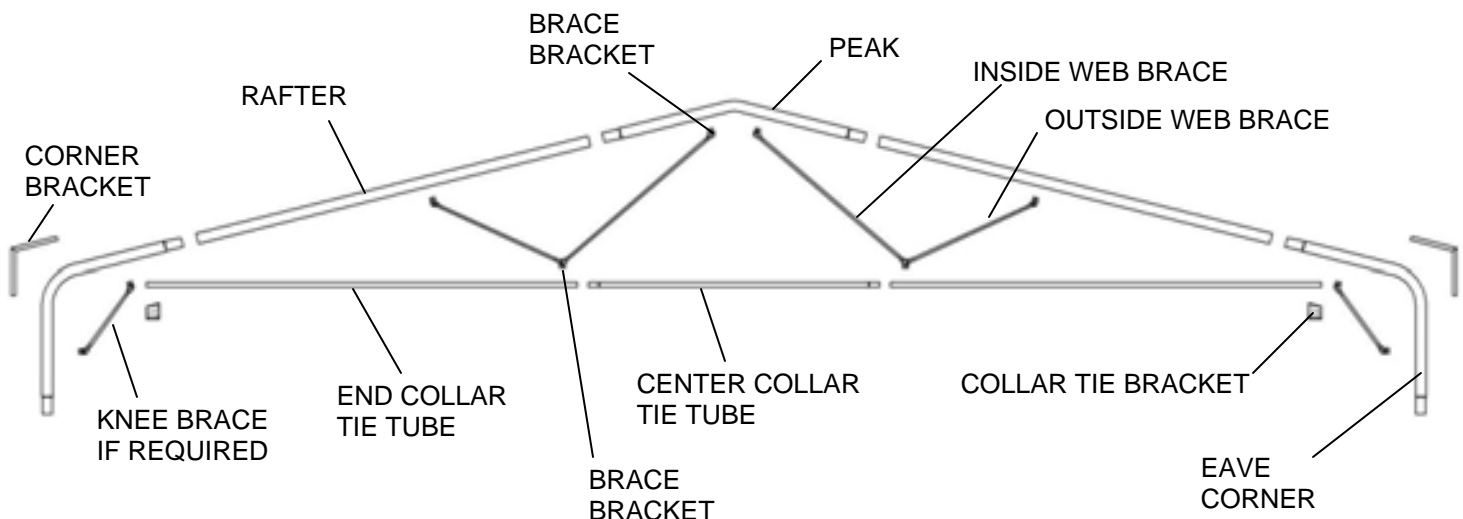 BRACE
BRACKET
PEAK
INSIDE WEB BRACE
RAFTER
OUTSIDE WEB BRACE
CORNER
BRACKET
END COLLAR
TIE TUBE
CENTER COLLAR
TIE TUBE
COLLAR TIE BRACKET
KNEE BRACE
IF REQUIRED
BRACE
BRACKET
EAVE
CORNER